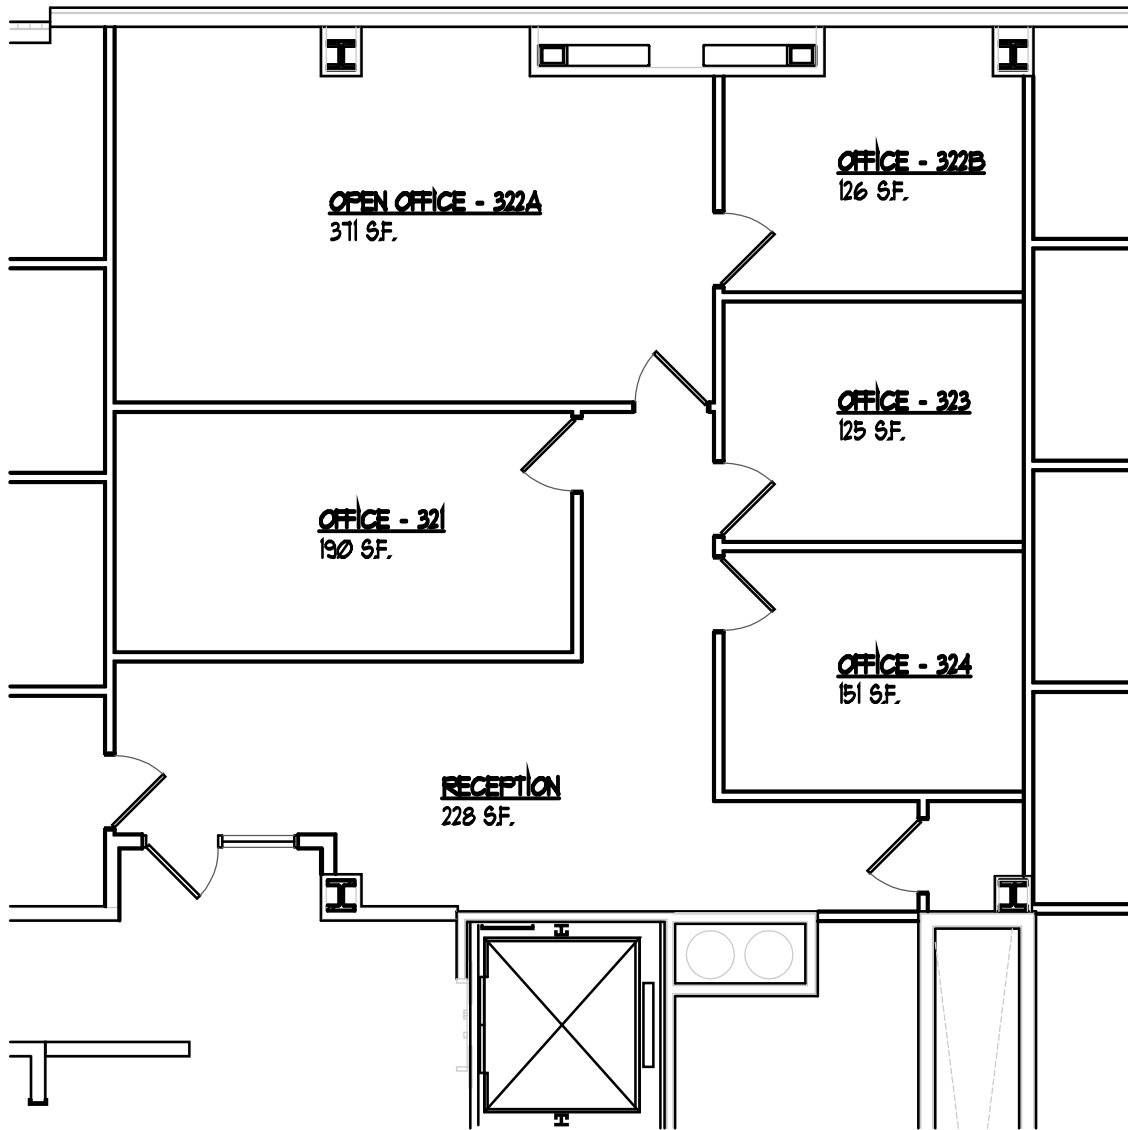 OFFICE - 322B
126 S.F.
OPEN OFFICE - 322A
371 S.F.
OFFICE - 323
125 S.F.
OFFICE - 321
190 S.F.
OFFICE - 324
151 S.F.
RECEPTION
228 S.F.